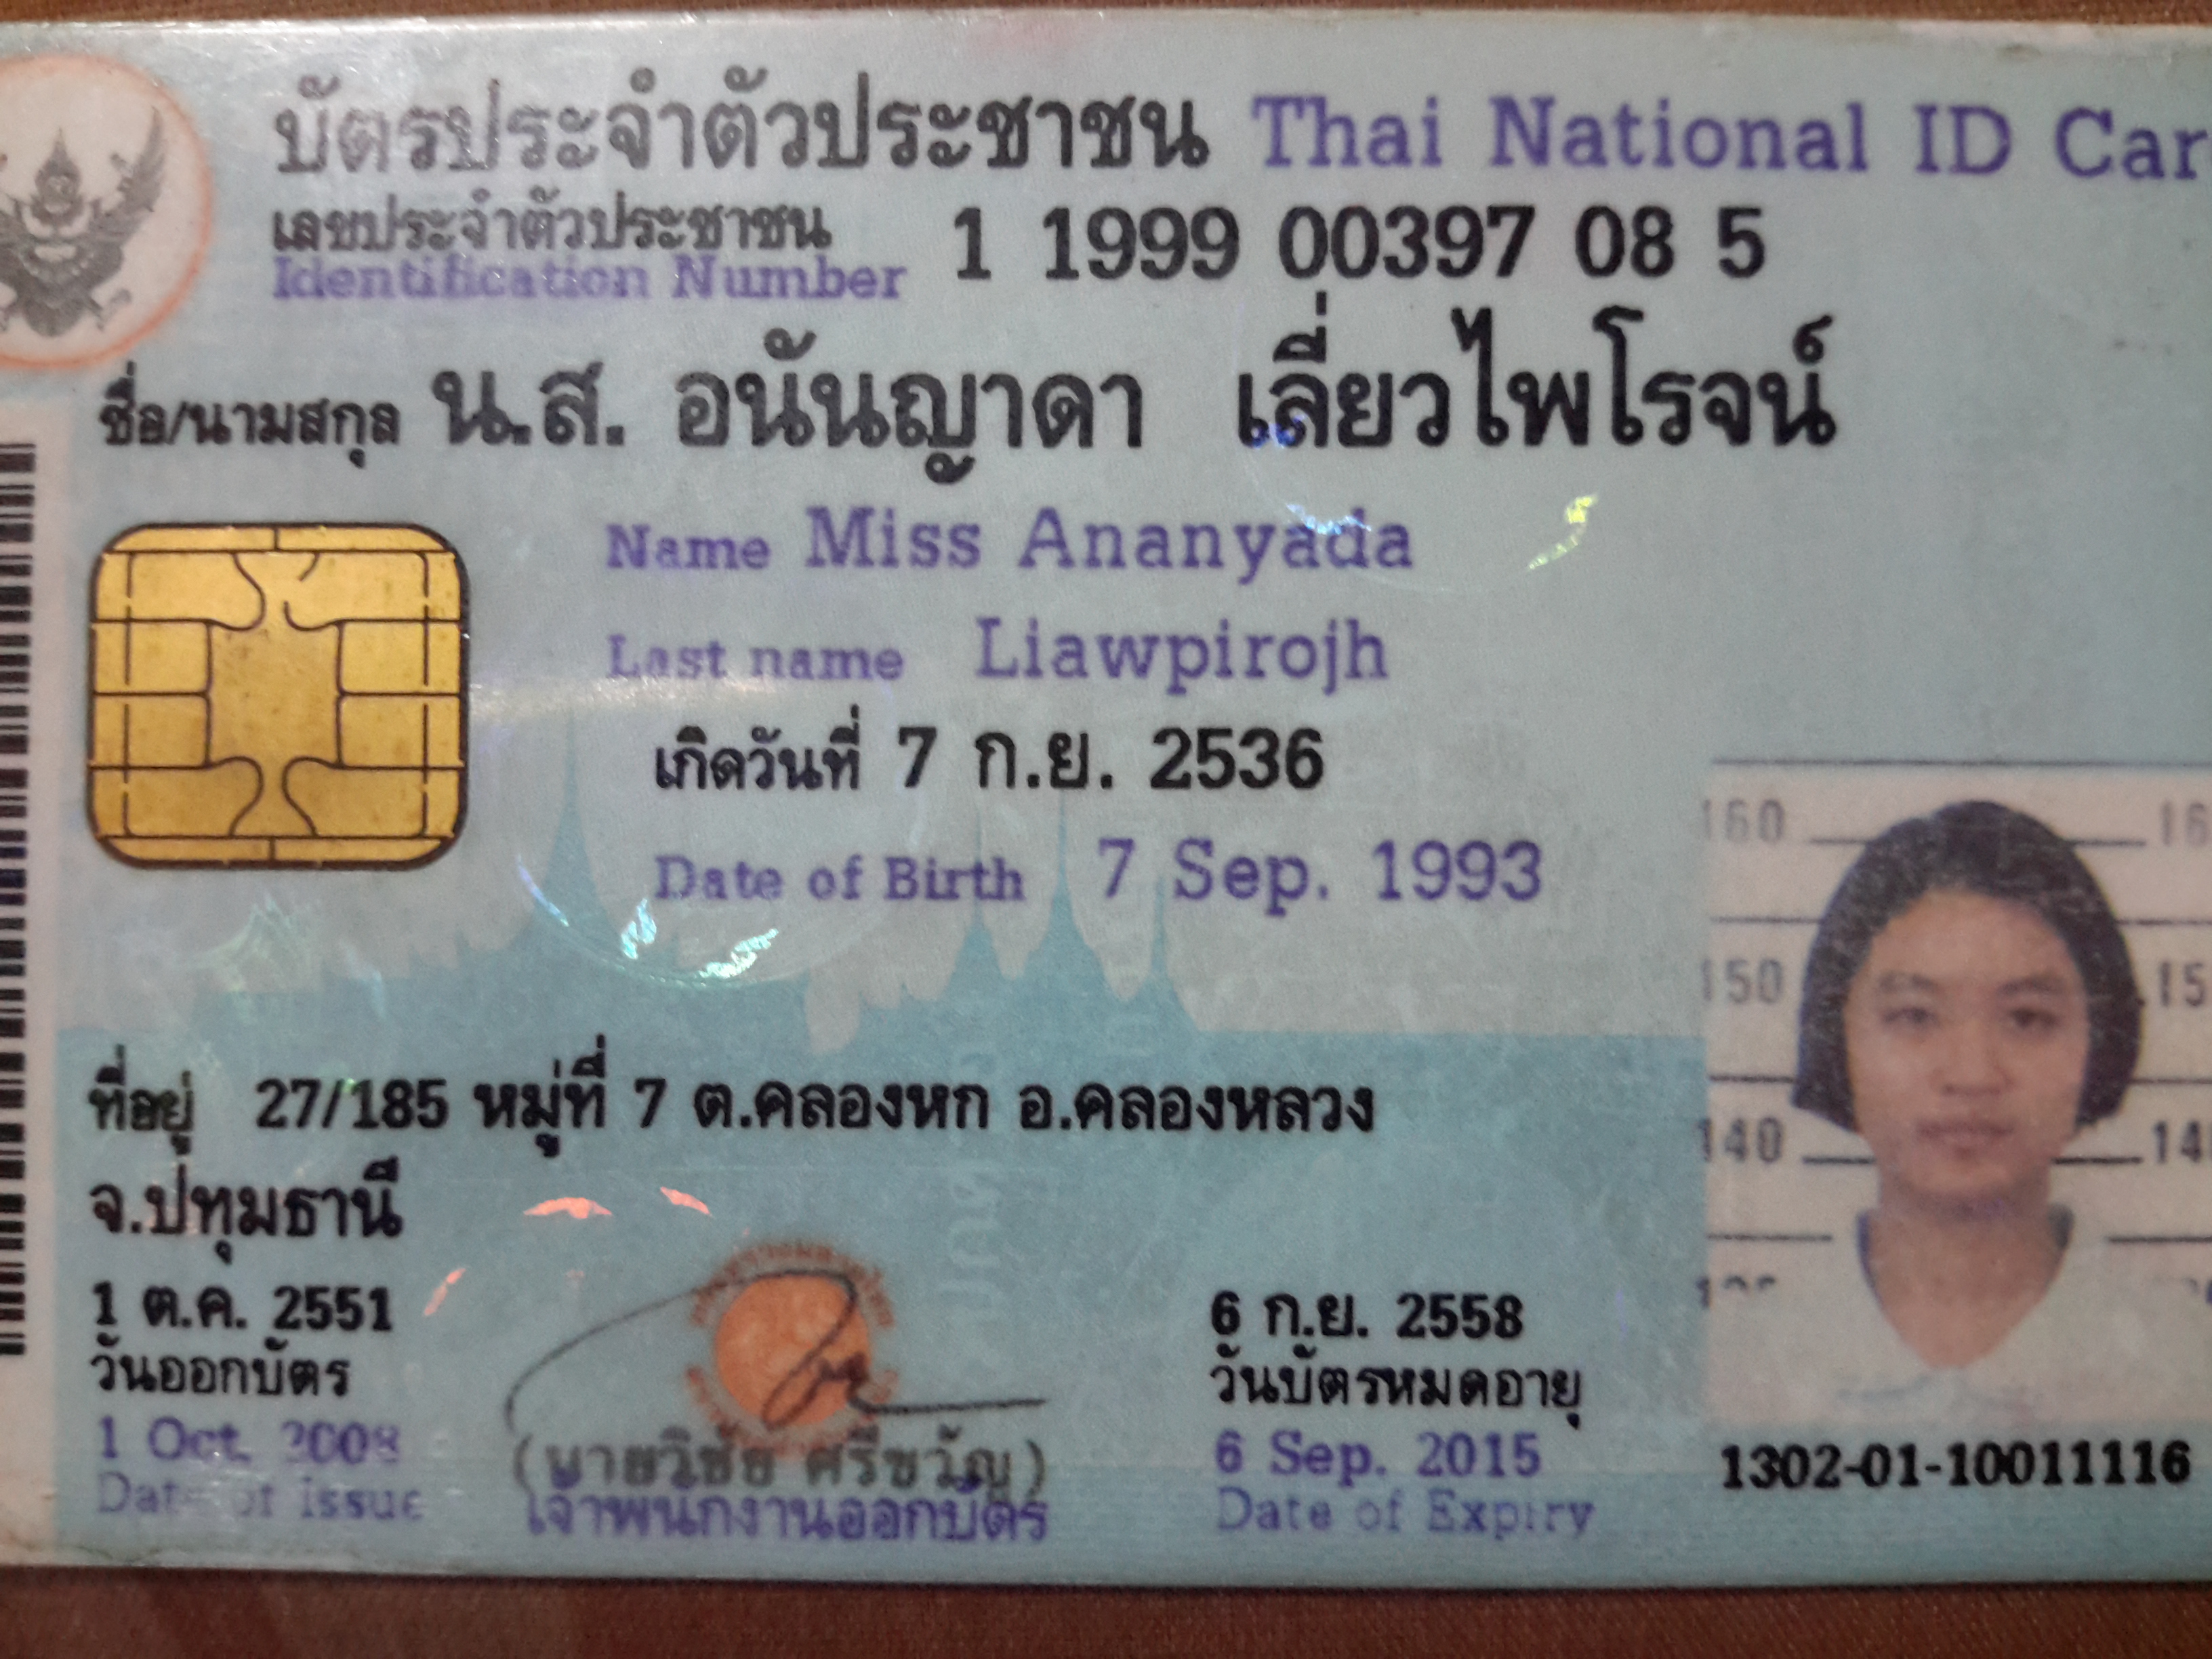 บัตรประจำตัวประชาชน Thai National ID Car
เลขประจำตัวประชาชน 1 1999 00397 08 5
Identification Number
ชื่อ/นามสกุล น.ส. อนัันญาดา เลี่ยวไพโรจน์
Name Miss Ananyada
Last name Liawpirojh
เกิดวันที่ 7 ก.ย. 2536
Date of Birth 7 Sep. 1993
ที่อยู่ 27/185 หมู่ที่ 7 ต.คลองหก อ.คลองหลวง
จ.ปทุมธานี
1 ต.ค. 2551
วันออกบัตร
1 Oct. 2008
Date of issue
(นายวิชัย ศรีขวัญ)
เจ้าพนักงานออกบัตร
6 ก.ย. 2558
วันบัตรหมดอายุ
6 Sep. 2015
Date of Expiry
160
150 15
140 14
1302-01-10011116